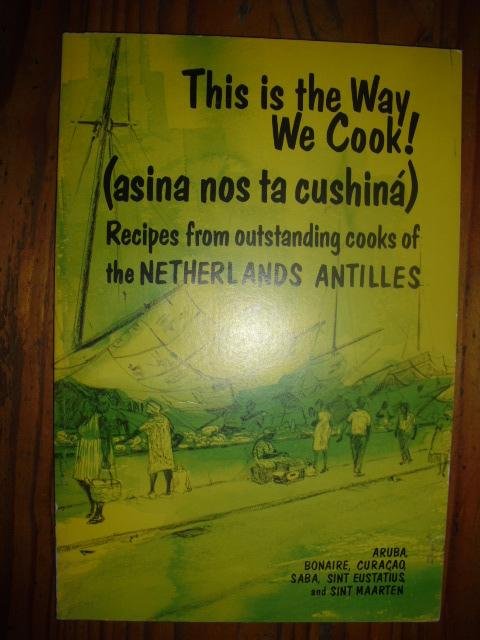 This is the Way
We Cook!
(asina nos ta cushiná)
Recipes from outstanding cooks of
the NETHERLANDS ANTILLES
ARUBA,
BONAIRE, CURAÇAO,
SABA, SINT EUSTATIUS,
and SINT MAARTEN